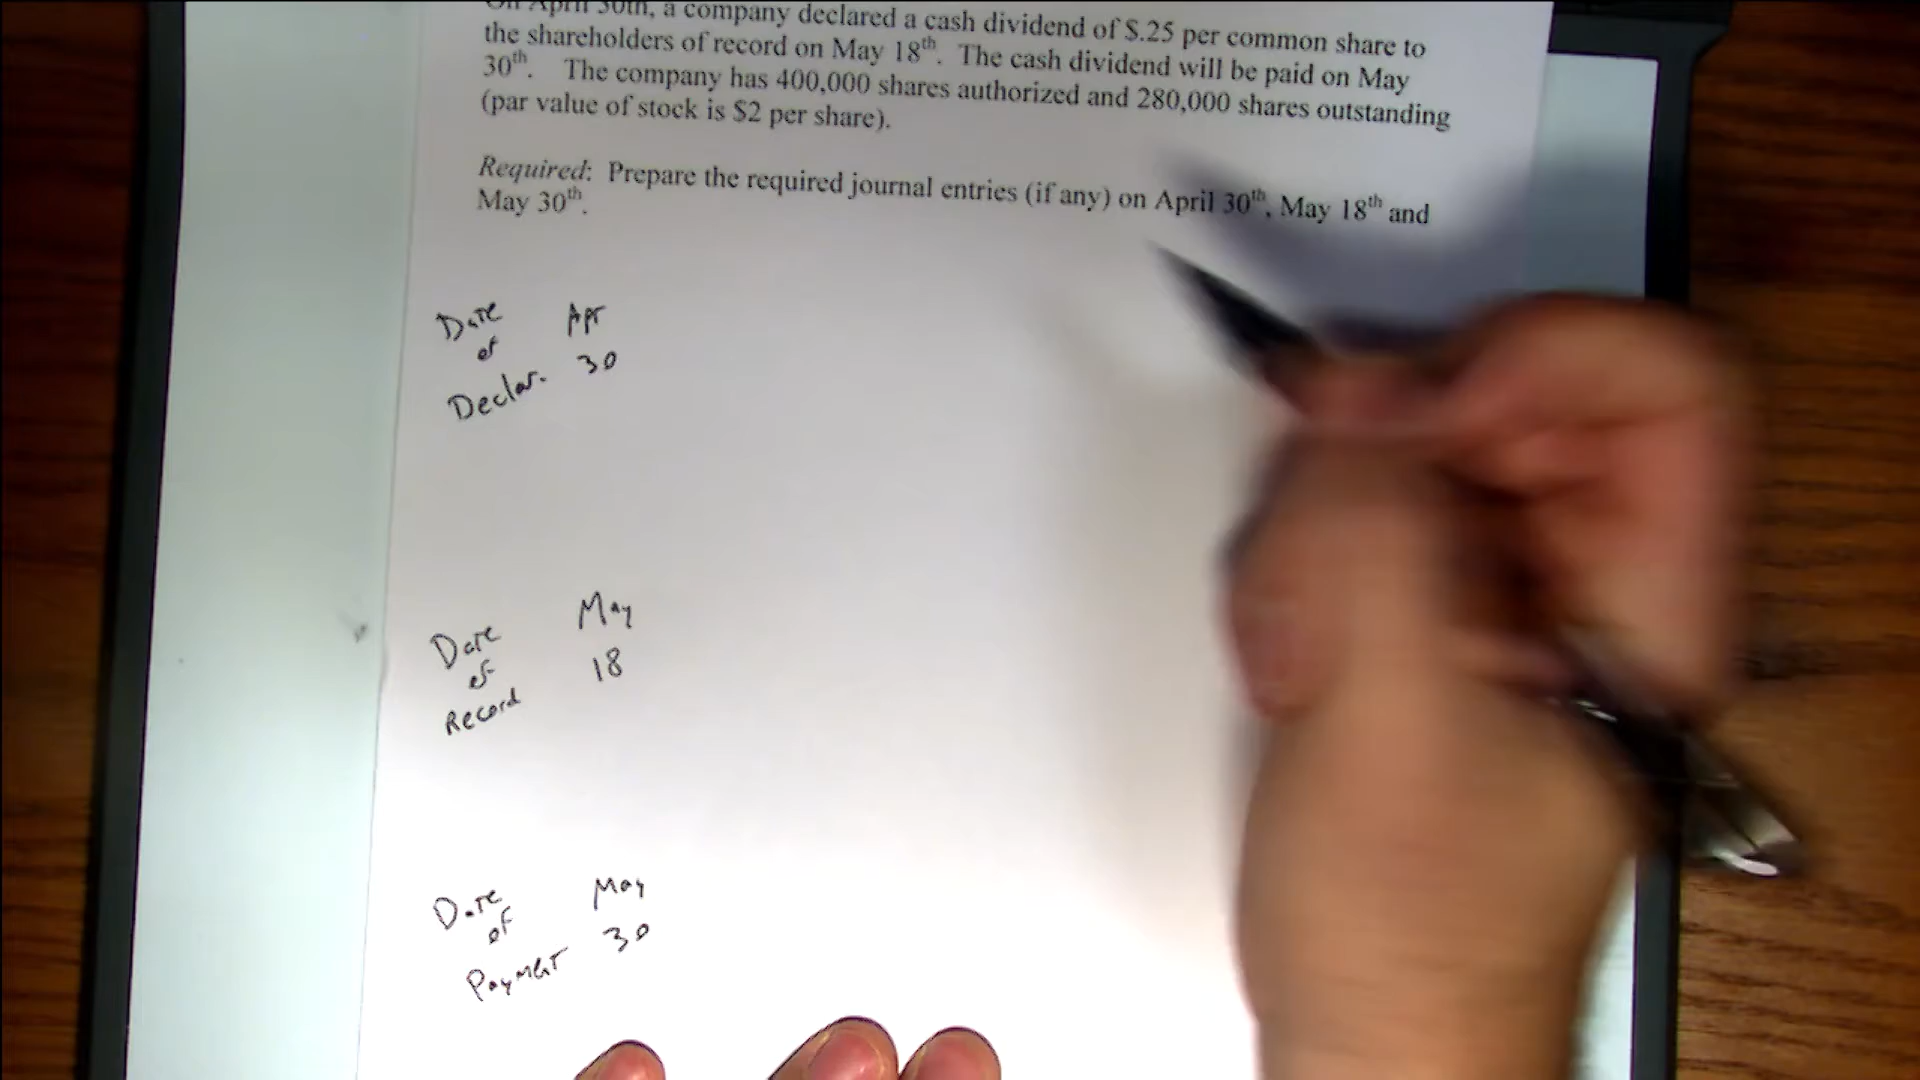 On April 30th, a company declared a cash dividend of $.25 per common share to
the shareholders of record on May 18th. The cash dividend will be paid on May
30th. The company has 400,000 shares authorized and 280,000 shares outstanding
(par value of stock is $2 per share).
Required: Prepare the required journal entries (if any) on April 30th, May 18th and
May 30th.
Date
of
Declar.
Apr
30
Date
of
Record
May
18
Date
of
Payment
May
30